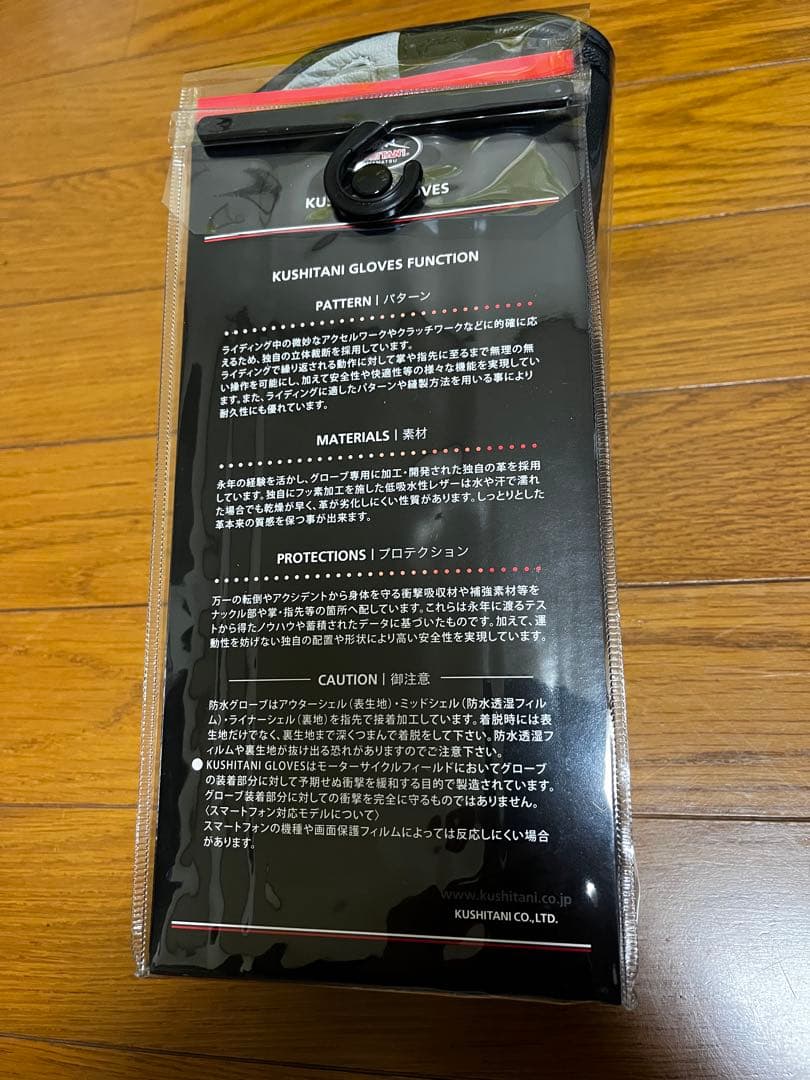 KUSHITANI GLOVES FUNCTION
PATTERN | パターン
ライディング中の微妙なアクセルワークやクラッチワークなどに的確に応
えるため、独自の立体裁断を採用しています。
ライディングで繰り返される動作に対して掌や指先に至るまで無理の無
い操作を可能にし、加えて安全性や快適性等の様々な機能を実現してい
ます。また、ライディングに適したパターンや縫製方法を用いる事により
耐久性にも優れています。
MATERIALS | 素材
永年の経験を活かし、グローブ専用に加工・開発された独自の革を採用
しています。独自にフッ素加工を施した低吸水性レザーは水や汗で濡れ
た場合でも乾燥が早く、革が劣化しにくい性質があります。しっとりとした
革本来の質感を保つ事が出来ます。
PROTECTIONS | プロテクション
万一の転倒やアクシデントから身体を守る衝撃吸収材や補強素材等を
ナックル部や掌・指先等の箇所へ配しています。これらは永年に渡るテス
トから得たノウハウや蓄積されたデータに基づいたものです。加えて、運
動性を妨げない独自の配置や形状により高い安全性を実現しています。
CAUTION | 御注意
防水グローブはアウターシェル（表生地）・ミッドシェル（防水透湿フィル
ム）・ライナーシェル（裏地）を指先で接着加工しています。着脱時には表
生地だけでなく、裏生地まで深くつまんで着脱をして下さい。防水透湿フ
ィルムや裏生地が抜け出る恐れがありますのでご注意下さい。
●KUSHITANI GLOVESはモーターサイクルフィールドにおいてグローブ
の装着部分に対して予期せぬ衝撃を緩和する目的で製造されています。
グローブ装着部分に対しての衝撃を完全に守るものではありません。
〈スマートフォン対応モデルについて〉
スマートフォンの機種や画面保護フィルムによっては反応しにくい場合
があります。
www.kushitani.co.jp
KUSHITANI CO.,LTD.